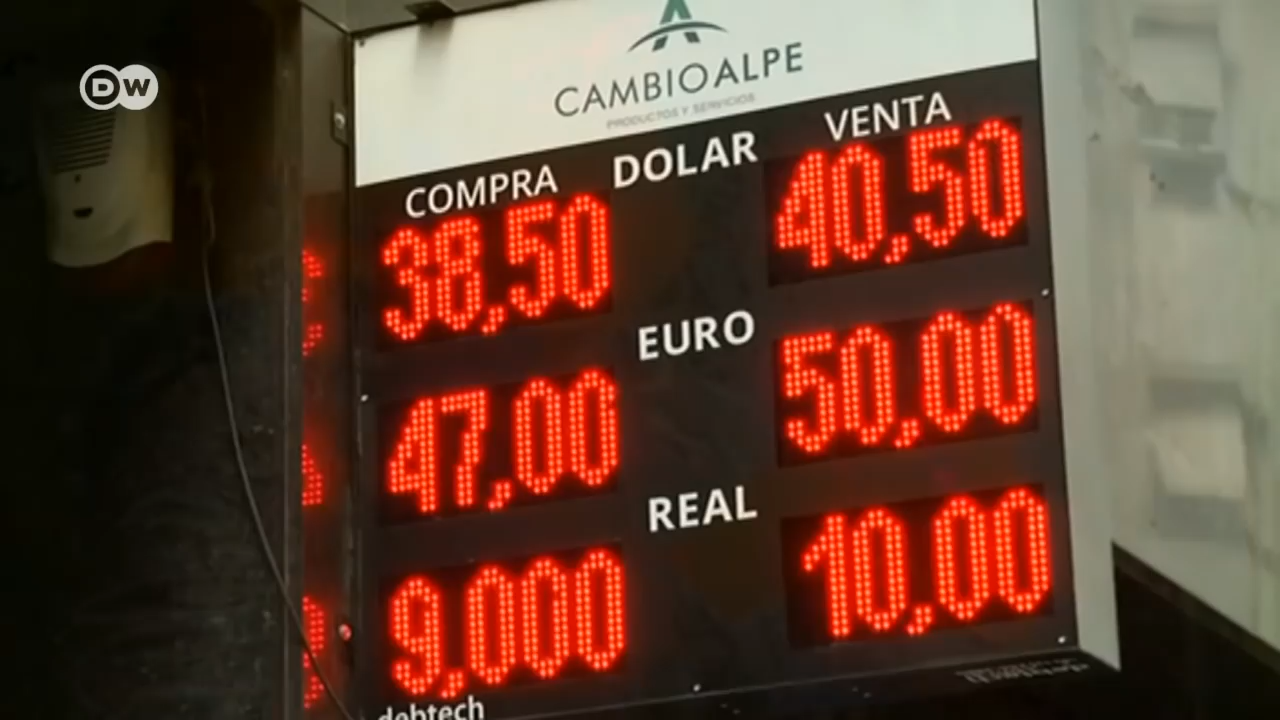 DW
CAMBIOALPE
PRODUCTOS Y SERVICIOS
COMPRA DOLAR VENTA
38,50 40,50
EURO
47,00 50,00
REAL
9,000 10,00
debtech